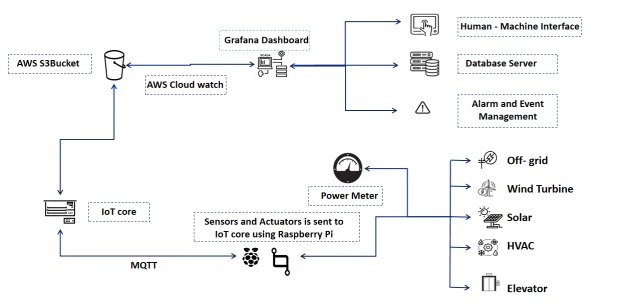 Grafana Dashboard
Human - Machine Interface
AWS S3Bucket
AWS Cloud watch
Database Server
Alarm and Event
Management
Off- grid
Power Meter
Wind Turbine
IoT core
Sensors and Actuators is sent to
IoT core using Raspberry Pi
Solar
HVAC
MQTT
Elevator